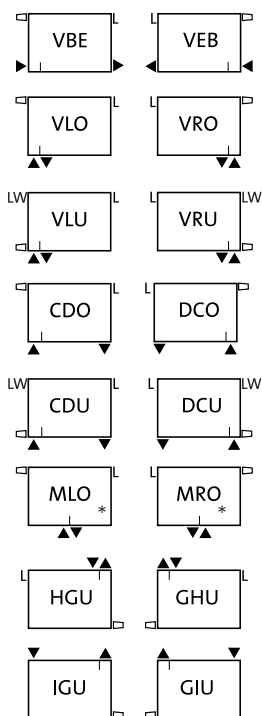 L L
VBE VEB
L L
VLO VRO
LW L L LW
VLU VRU
L L
CDO DCO
LW L L LW
CDU DCU
L L
MLO * MRO *
L L
HGU GHU
IGU GIU